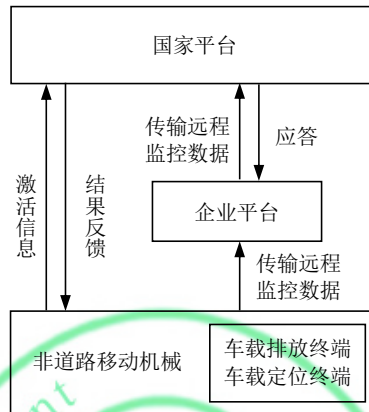 国家平台
传输远程
监控数据
应答
激活信息
结果反馈
企业平台
传输远程
监控数据
非道路移动机械
车载排放终端
车载定位终端